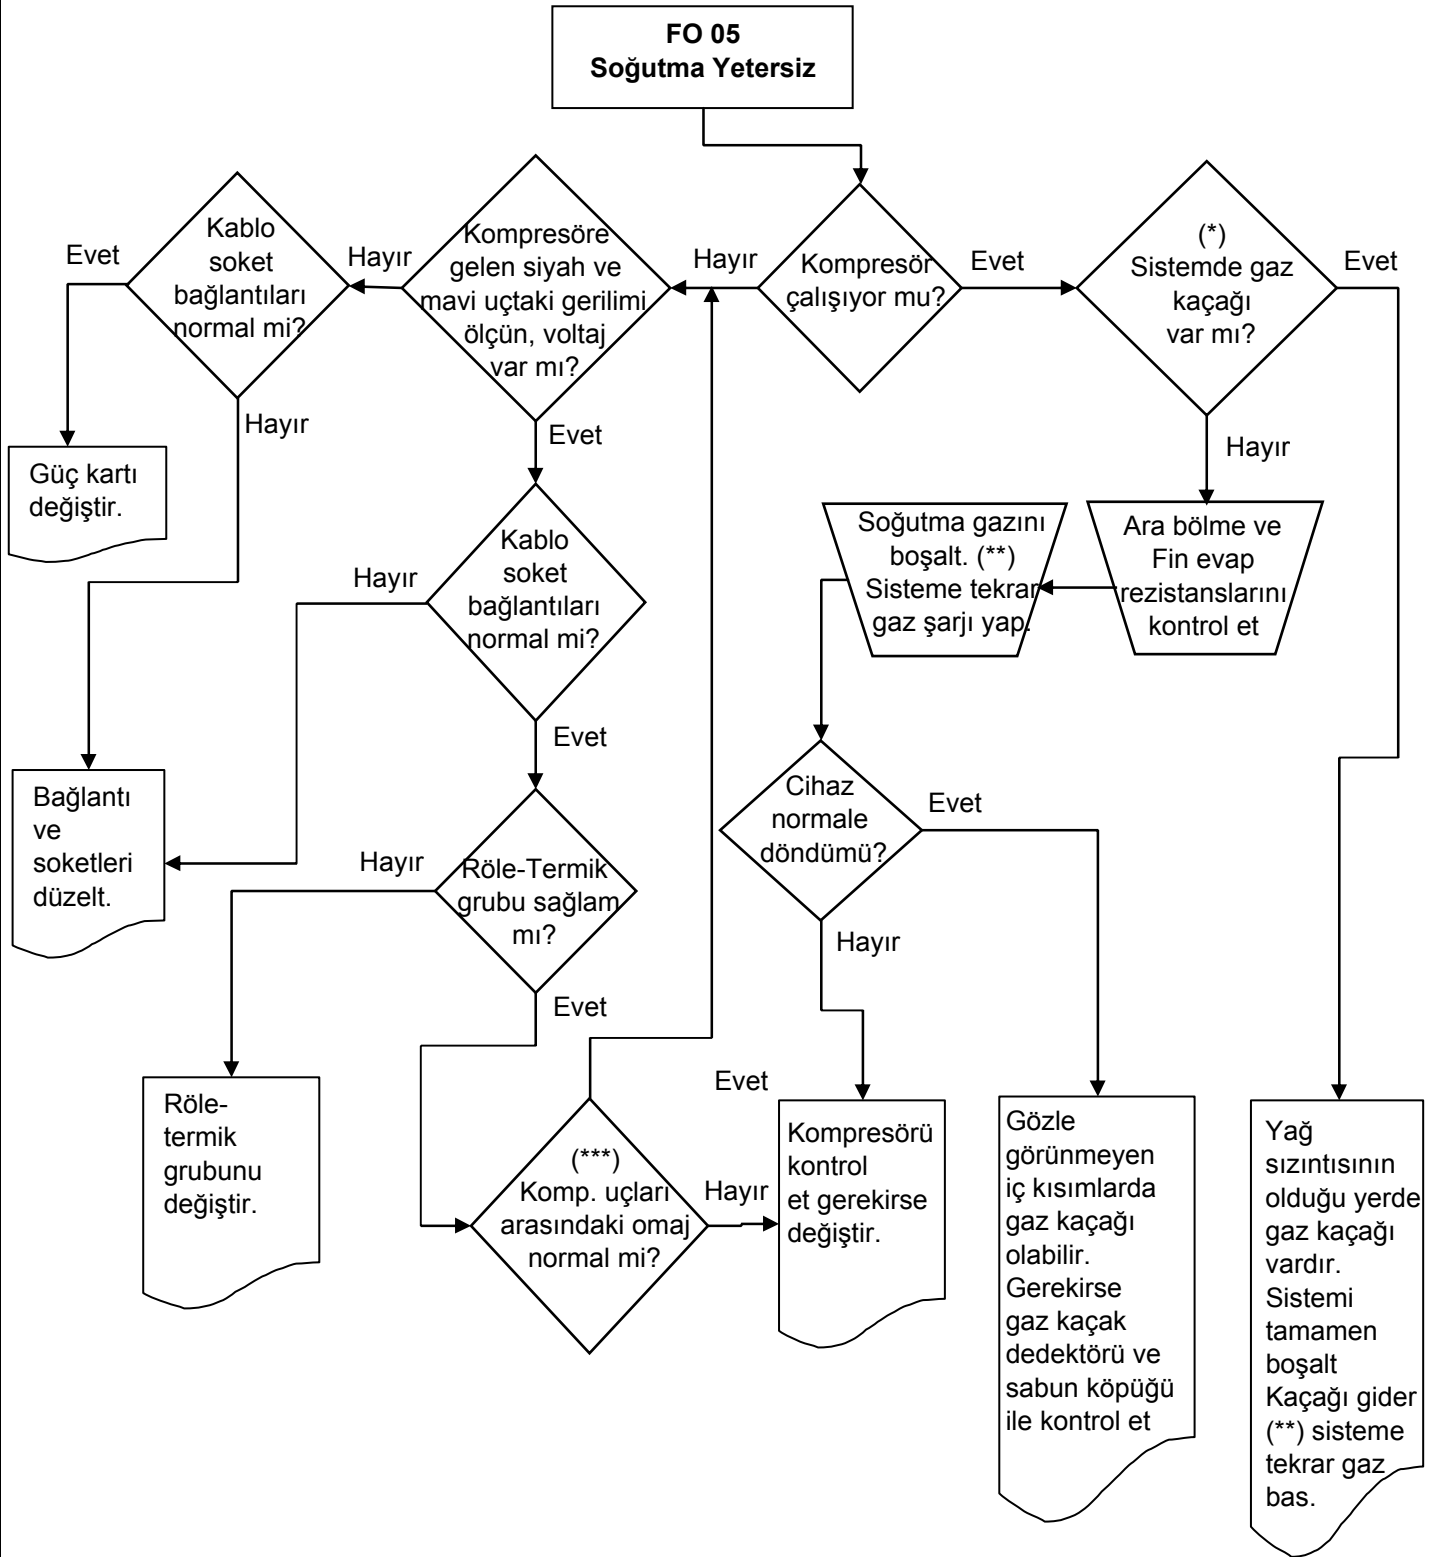 FO 05
Soğutma Yetersiz
Kompresör
çalışıyor mu?
Hayır
Evet
Kompresöre
gelen siyah ve
mavi uçtaki gerilimi
ölçün, voltaj
var mı?
Hayır
Evet
Kablo
soket
bağlantıları
normal mi?
Evet
Hayır
Güç kartı
değiştir.
(*)
Sistemde gaz
kaçağı
var mı?
Evet
Hayır
Kablo
soket
bağlantıları
normal mi?
Hayır
Evet
Soğutma gazını
boşalt. (**)
Sisteme tekrar
gaz şarjı yap.
Ara bölme ve
Fin evap
rezistanslarını
kontrol et
Bağlantı
ve
soketleri
düzelt.
Röle-Termik
grubu sağlam
mı?
Hayır
Evet
Cihaz
normale
döndümü?
Evet
Hayır
Röle-
termik
grubunu
değiştir.
(***)
Komp. uçları
arasındaki omaj
normal mi?
Evet
Hayır
Kompresörü
kontrol
et gerekirse
değiştir.
Gözle
görünmeyen
iç kısımlarda
gaz kaçağı
olabilir.
Gerekirse
gaz kaçak
dedektörü ve
sabun köpüğü
ile kontrol et
Yağ
sızıntısının
olduğu yerde
gaz kaçağı
vardır.
Sistemi
tamamen
boşalt
Kaçağı gider
(**) sisteme
tekrar gaz
bas.